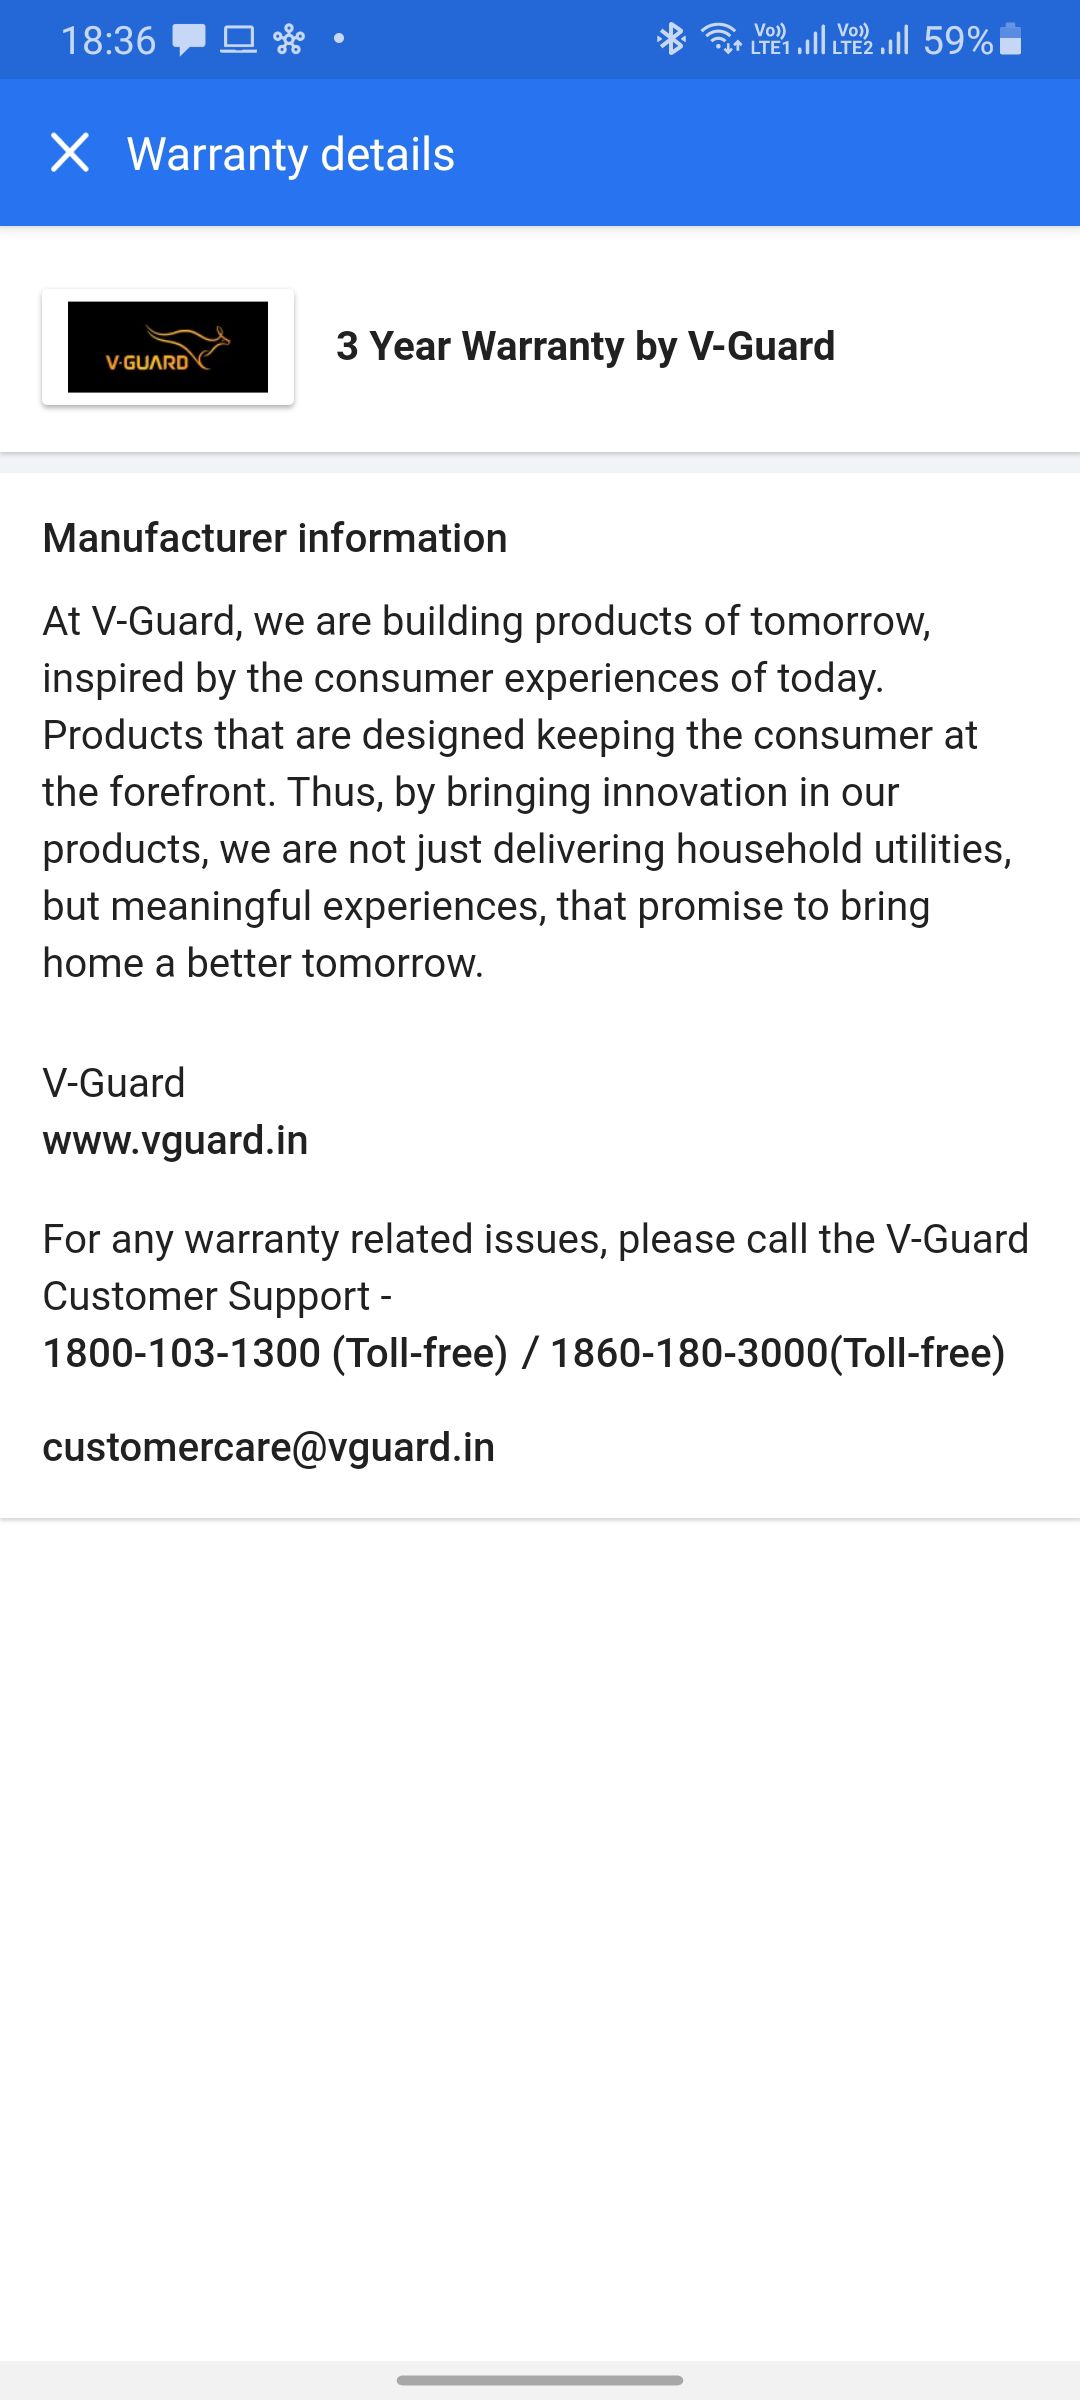 18:36
Vo)) LTE1 Vo)) LTE2 59%
Warranty details
V-GUARD
3 Year Warranty by V-Guard
Manufacturer information
At V-Guard, we are building products of tomorrow,
inspired by the consumer experiences of today.
Products that are designed keeping the consumer at
the forefront. Thus, by bringing innovation in our
products, we are not just delivering household utilities,
but meaningful experiences, that promise to bring
home a better tomorrow.
V-Guard
www.vguard.in
For any warranty related issues, please call the V-Guard
Customer Support -
1800-103-1300 (Toll-free) / 1860-180-3000(Toll-free)
customercare@vguard.in